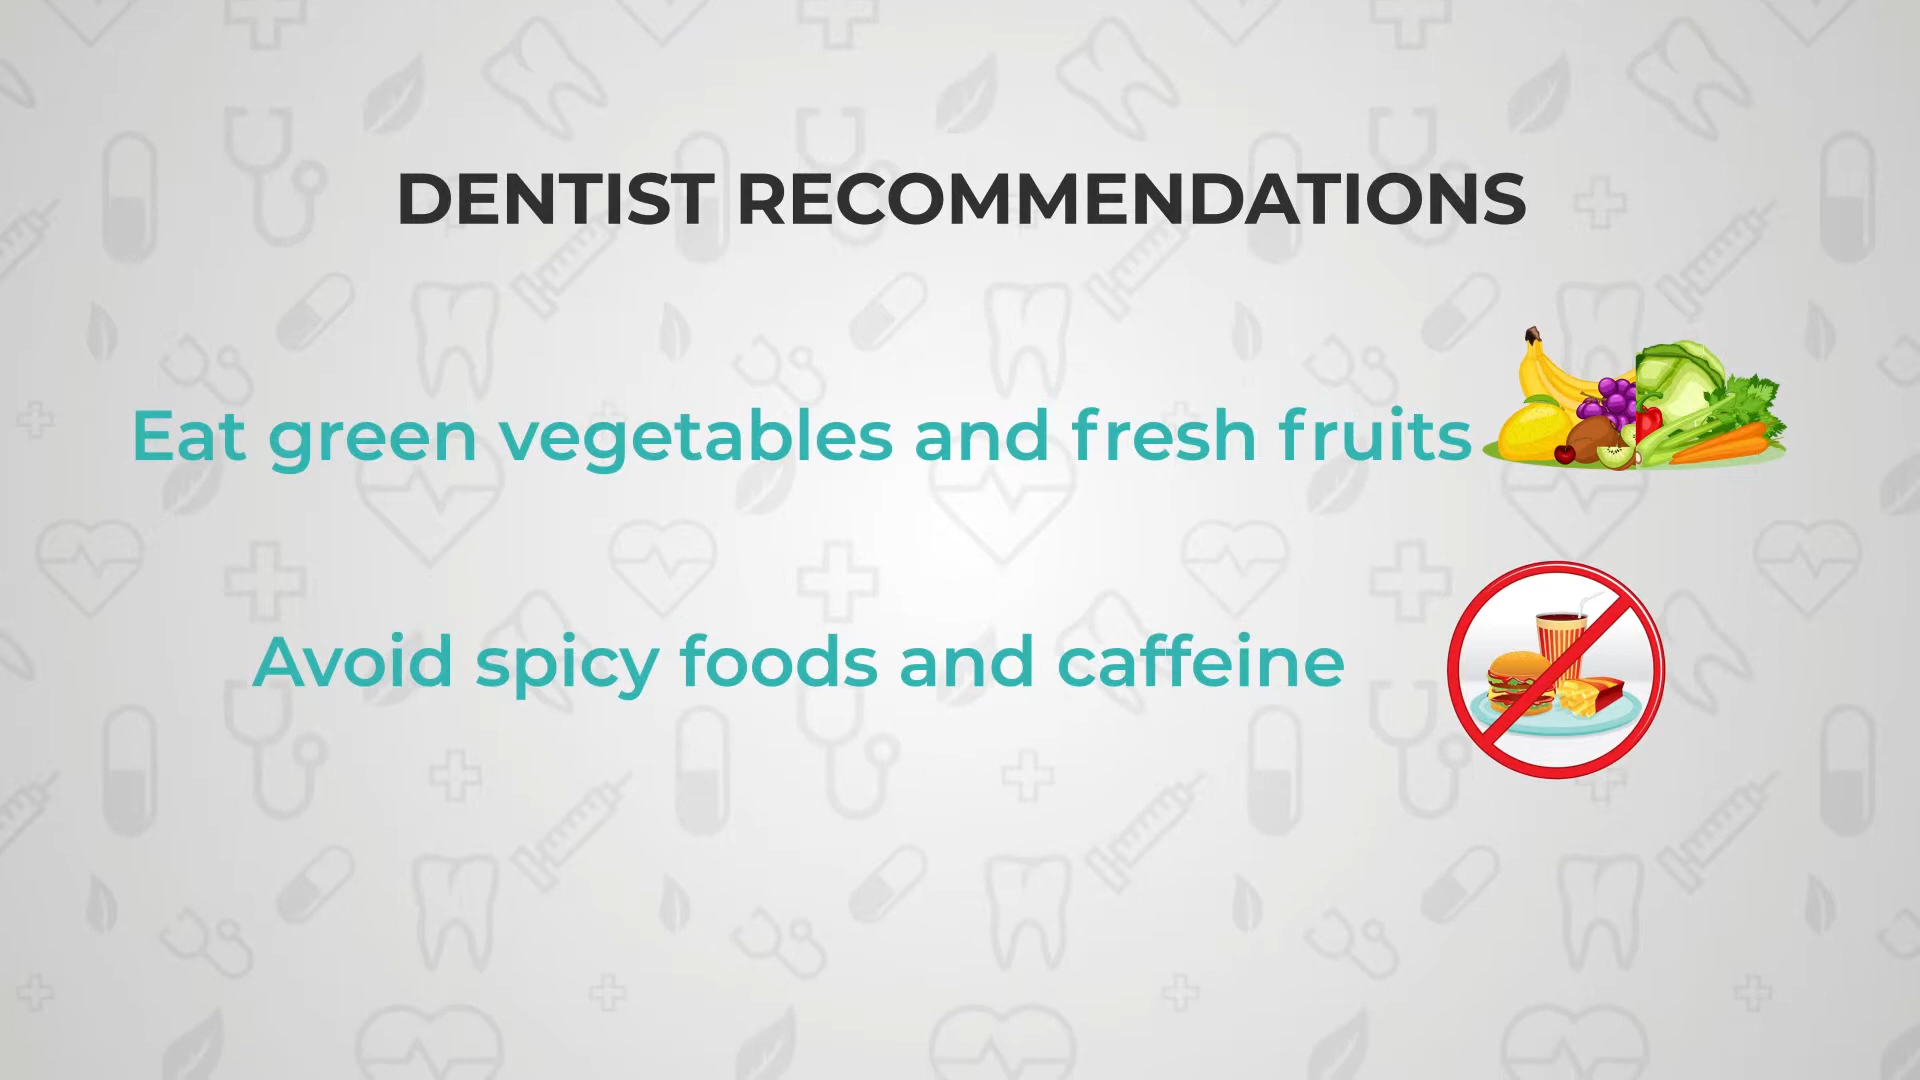 DENTIST RECOMMENDATIONS
Eat green vegetables and fresh fruits
Avoid spicy foods and caffeine